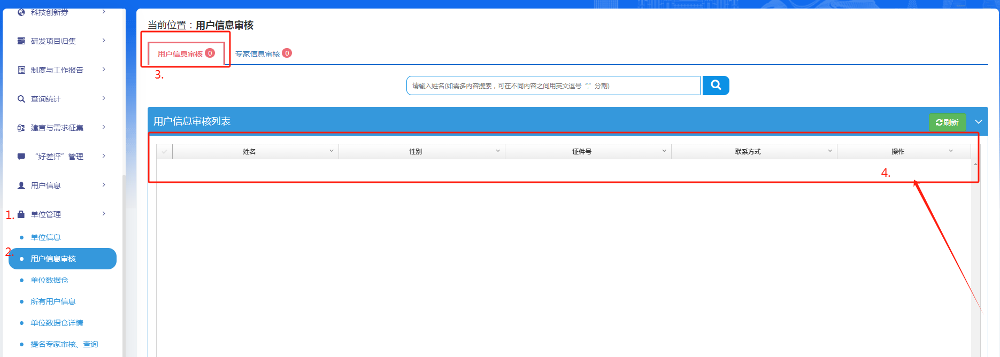 科技创新券
研发项目归集
制度与工作报告
查询统计
建言与需求征集
“好差评”管理
用户信息
1. 单位管理
单位信息
2. 用户信息审核
单位数据仓
所有用户信息
单位数据仓详情
提名专家审核、查询
当前位置：用户信息审核
用户信息审核 0 专家信息审核 0
3.
请输入姓名(如需多内容搜索，可在不同内容之间用英文逗号“,”分割)
用户信息审核列表 刷新
姓名 性别 证件号 联系方式 操作
4.